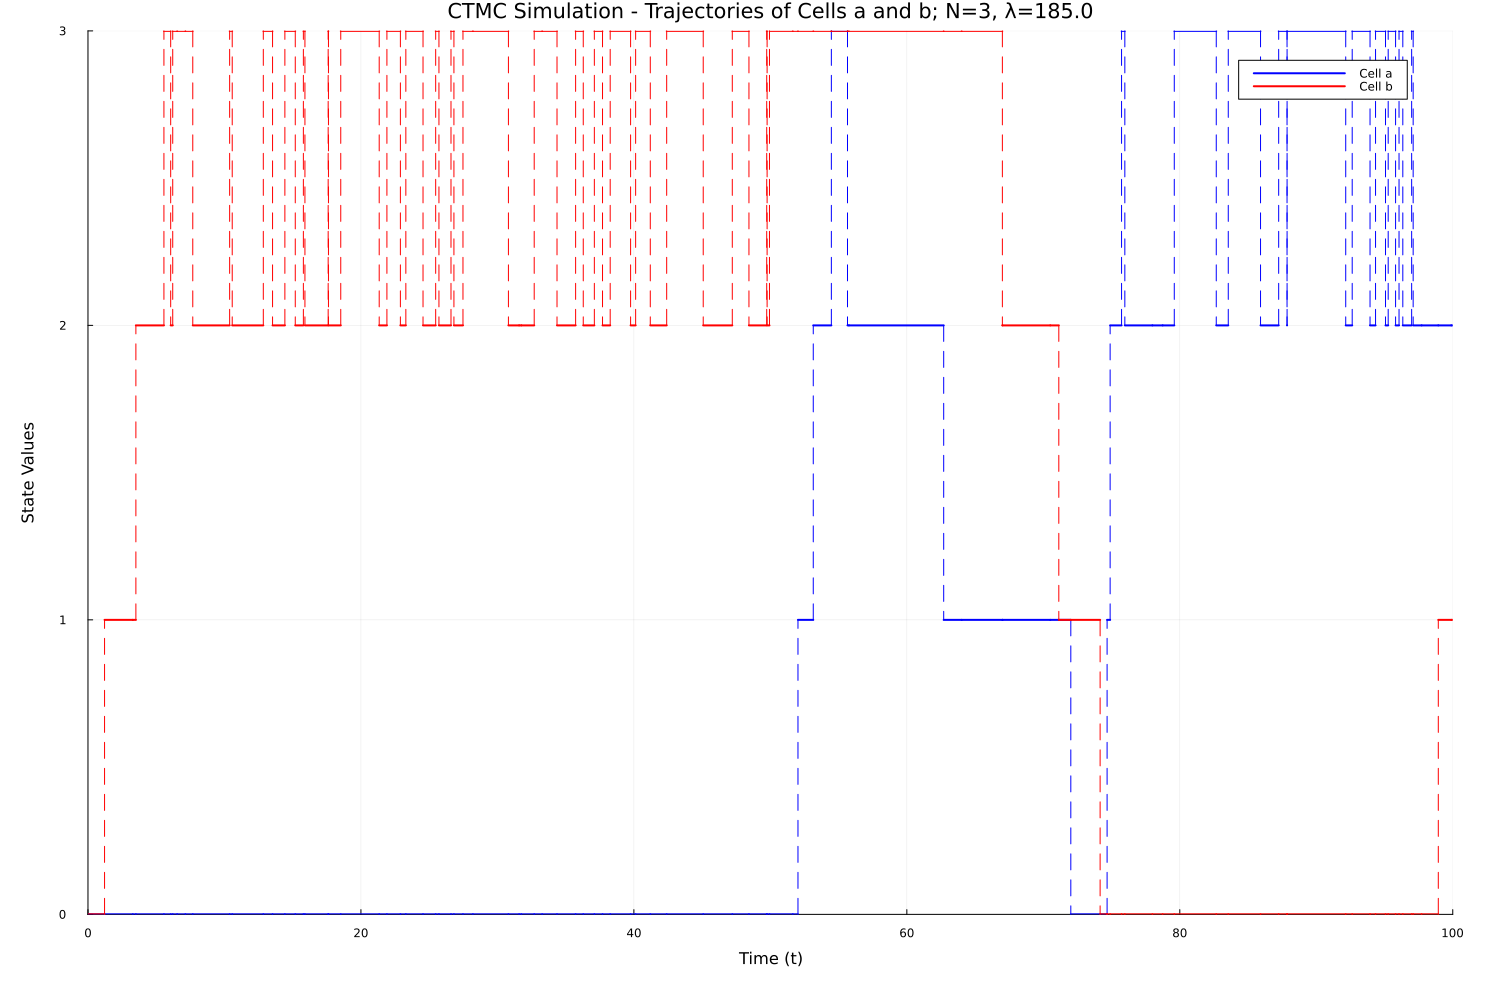 CTMC Simulation - Trajectories of Cells a and b; N=3, λ=185.0
3
Cell a
Cell b
2
State Values
1
0
0 20 40 60 80 100
Time (t)